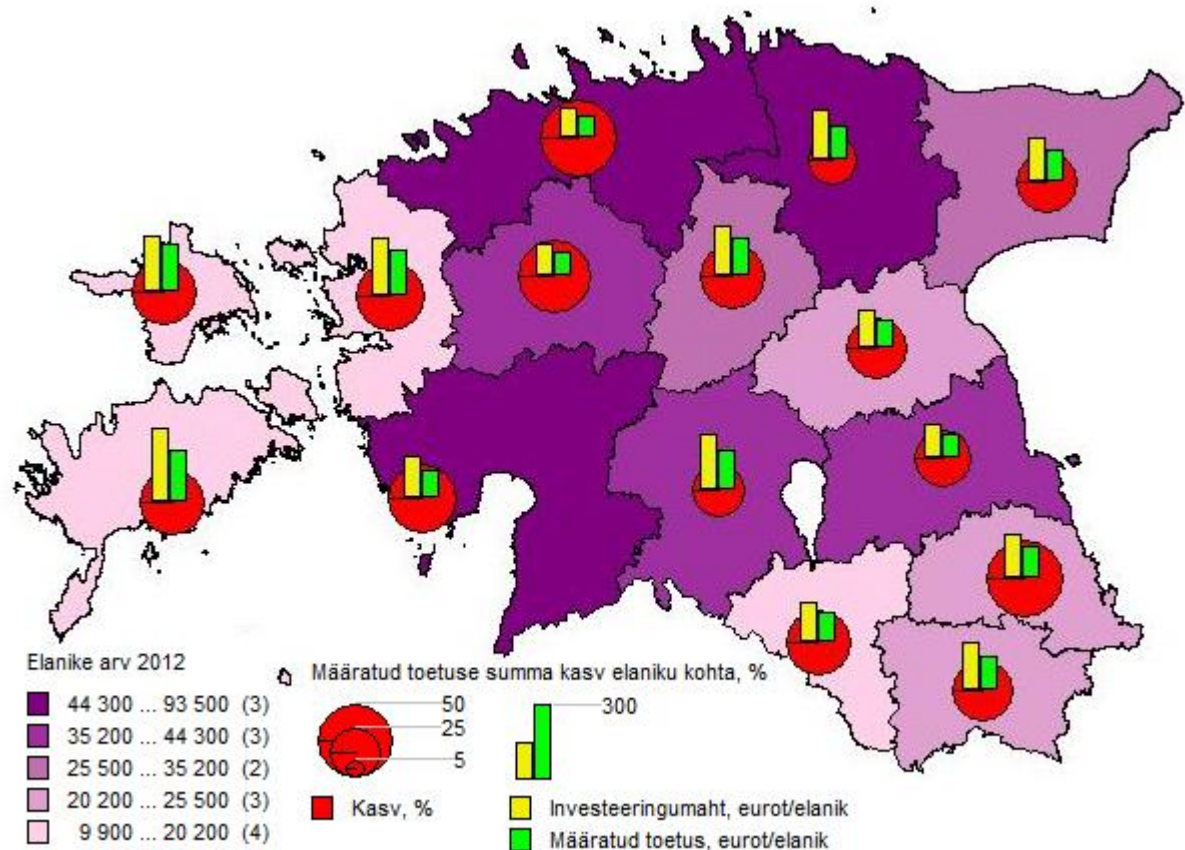 Elanike arv 2012
44 300 ... 93 500 (3)
35 200 ... 44 300 (3)
25 500 ... 35 200 (2)
20 200 ... 25 500 (3)
9 900 ... 20 200 (4)
Määratud toetuse summa kasv elaniku kohta, %
50
25
5
Kasv, %
300
Investeeringumaht, eurot/elanik
Määratud toetus, eurot/elanik